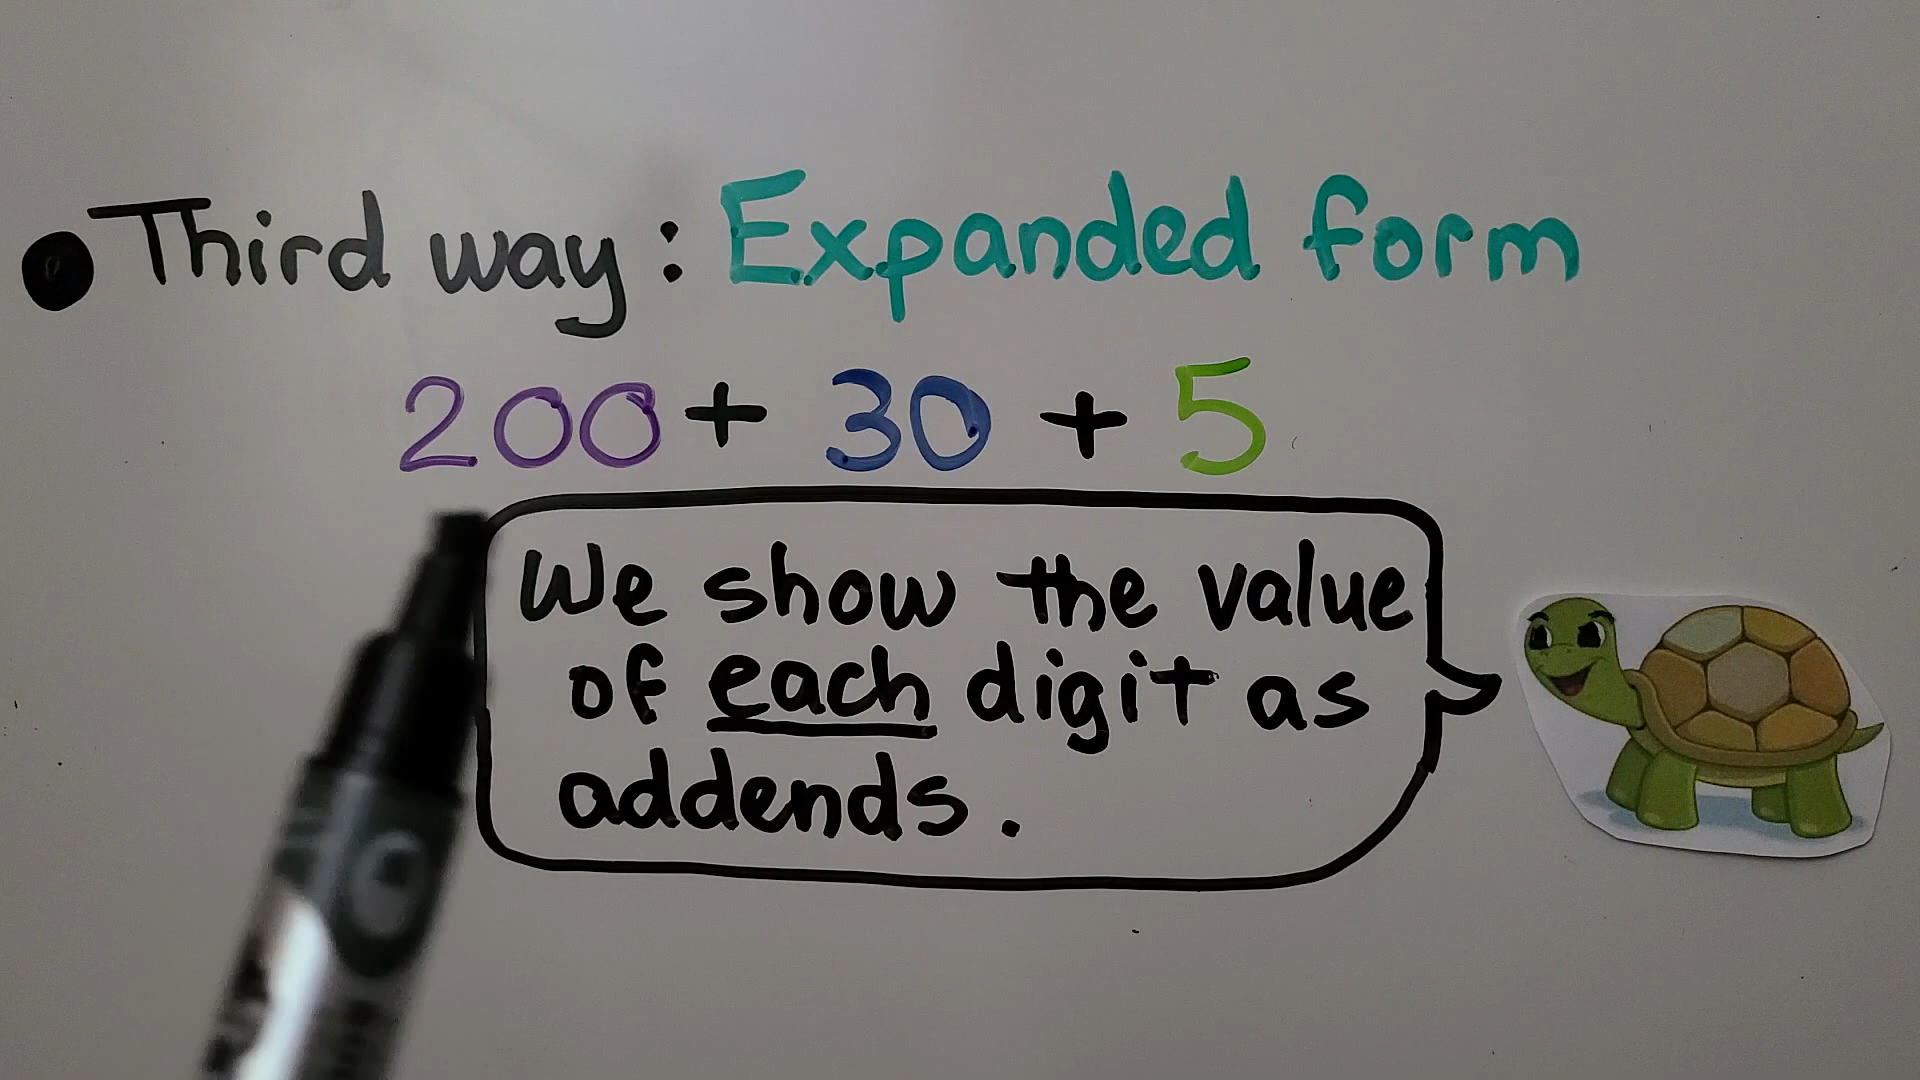 Third way: Expanded form
200 + 30 + 5
We show the value
of each digit as
addends.